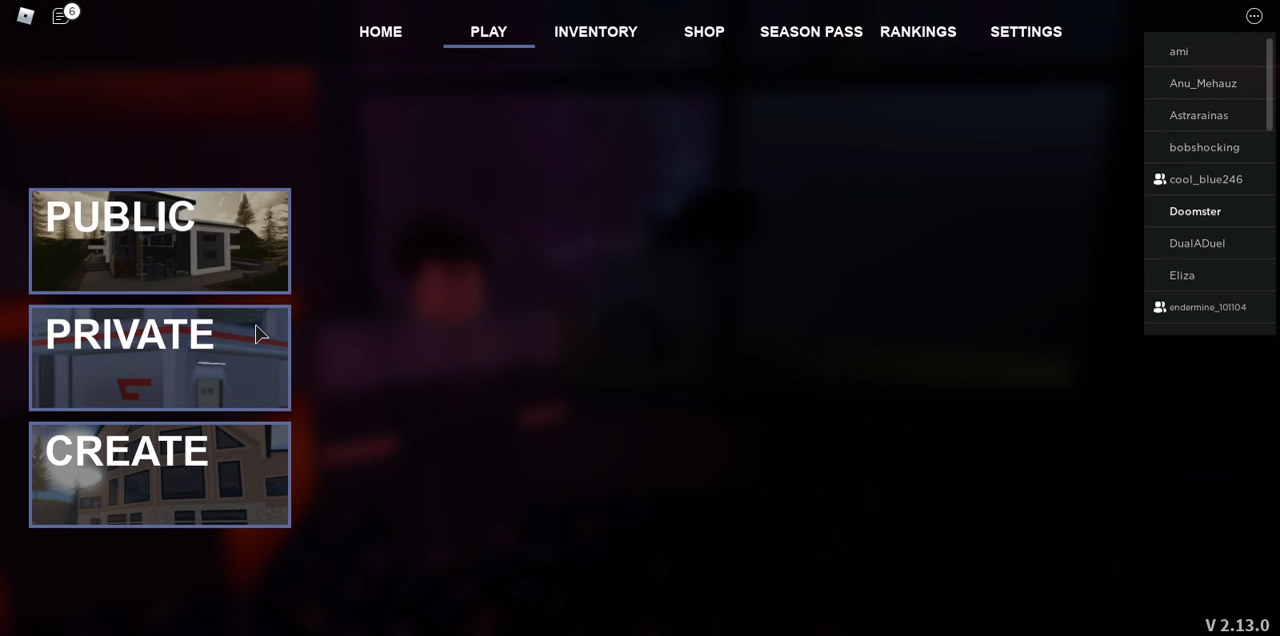 6
HOME PLAY INVENTORY SHOP SEASON PASS RANKINGS SETTINGS
ami
Anu_Mehauz
Astrarainas
bobshocking
cool_blue246
Doomster
DualADuel
Eliza
endermine_101104
PUBLIC
PRIVATE
CREATE
V 2.13.0